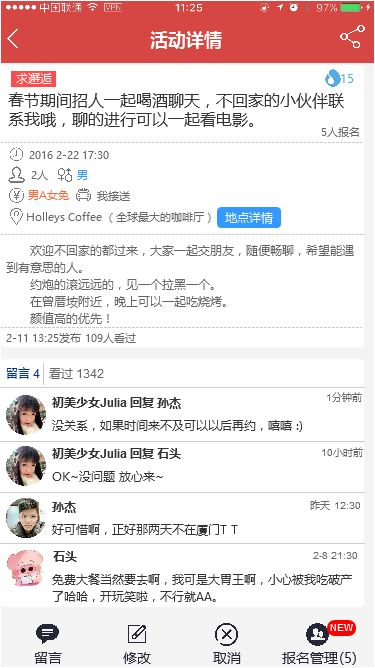 中国联通 VPN 11:25 97%
活动详情
求邂逅 15
春节期间招人一起喝酒聊天，不回家的小伙伴联
系我哦，聊的进行可以一起看电影。
5人报名
2016 2-22 17:30
2人 男
男A女兔 我接送
Holleys Coffee（全球最大的咖啡厅） 地点详情
欢迎不回家的都过来，大家一起交朋友，随便畅聊，希望能遇
到有意思的人。
约炮的滚远远的，见一个拉黑一个。
在曾厝垵附近，晚上可以一起吃烧烤。
颜值高的优先！
2-11 13:25发布 109人看过
留言 4 看过 1342
初美少女Julia 回复 孙杰 1分钟前
没关系，如果时间来不及可以以后再约，嘻嘻 :)
初美少女Julia 回复 石头 10小时前
OK~没问题 放心来~
孙杰 昨天 12:30
好可惜啊，正好那两天不在厦门T T
石头 2-8 21:30
免费大餐当然要去啊，我可是大胃王啊，小心被我吃破产
了哈哈，开玩笑啦，不行就AA。
NEW
留言 修改 取消 报名管理(5)